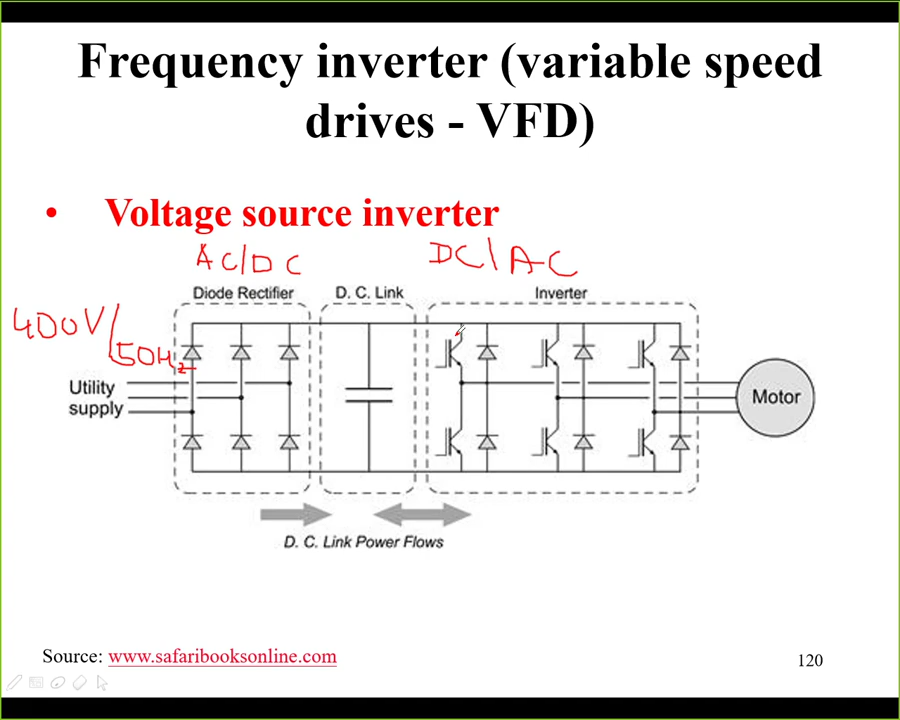 Frequency inverter (variable speed
drives - VFD)
• Voltage source inverter
AC/DC
DC\AC
Diode Rectifier
D. C. Link
Inverter
400V/50Hz
Utility
supply
Motor
D. C. Link Power Flows
Source: www.safaribooksonline.com
120